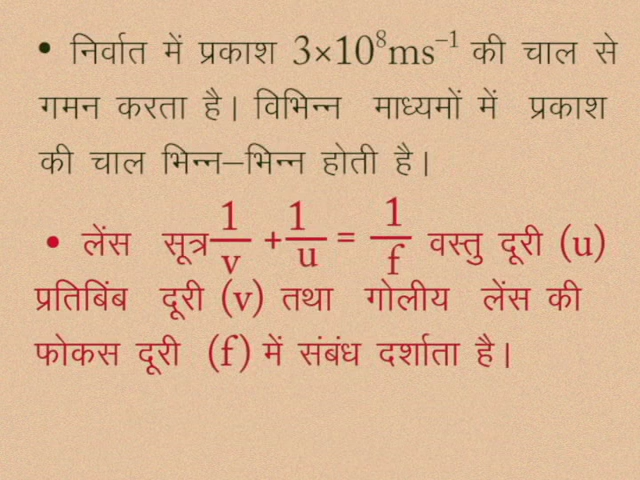 • निर्वात में प्रकाश 3×10⁸ms⁻¹ की चाल से
गमन करता है। विभिन्न माध्यमों में प्रकाश
की चाल भिन्न–भिन्न होती है।
• लेंस सूत्र 1/v + 1/u = 1/f वस्तु दूरी (u)
प्रतिबिंब दूरी (v) तथा गोलीय लेंस की
फोकस दूरी (f) में संबंध दर्शाता है।